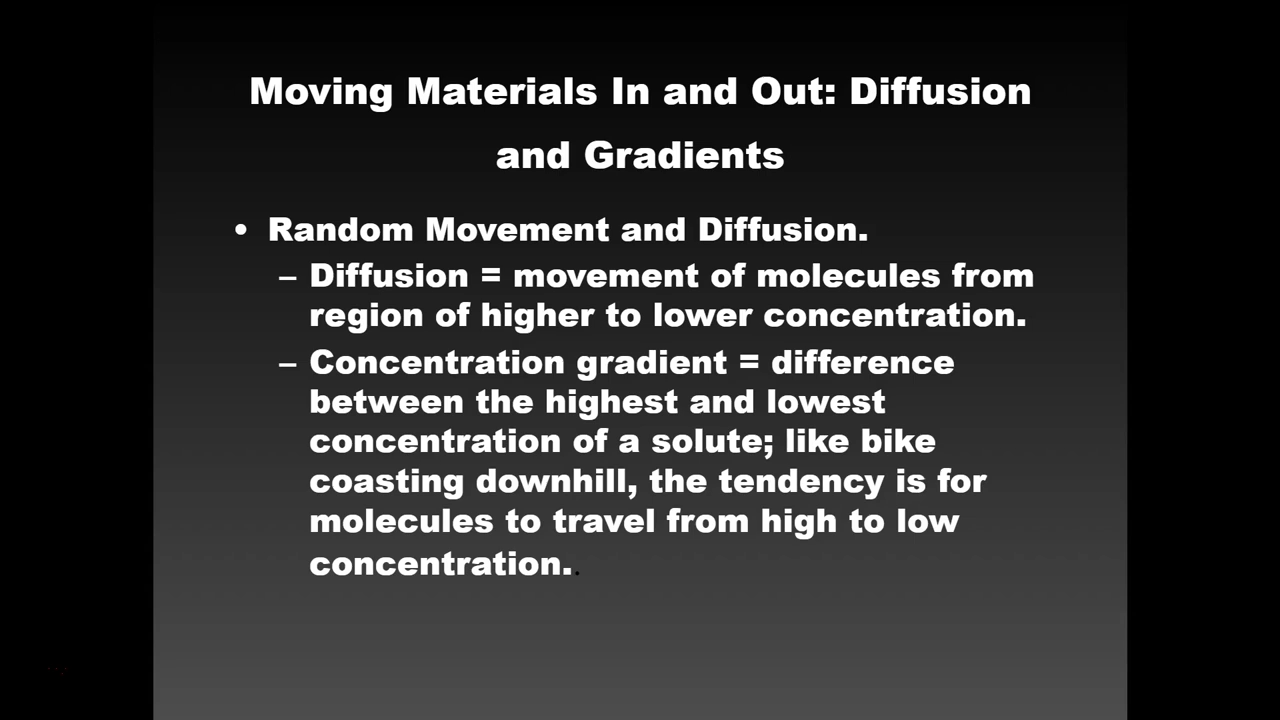 Moving Materials In and Out: Diffusion
and Gradients
• Random Movement and Diffusion.
– Diffusion = movement of molecules from
region of higher to lower concentration.
– Concentration gradient = difference
between the highest and lowest
concentration of a solute; like bike
coasting downhill, the tendency is for
molecules to travel from high to low
concentration..